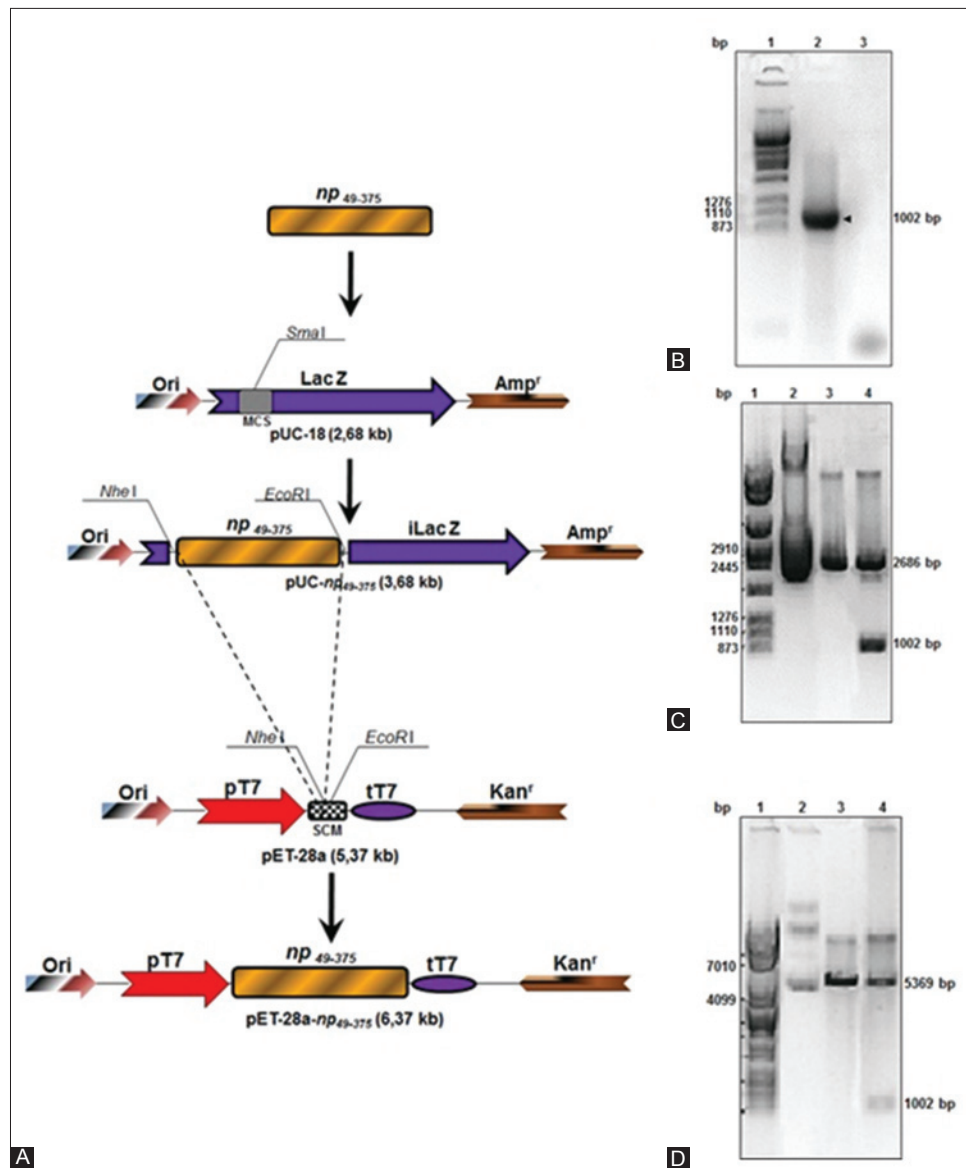 np 49-375
SmaI
Ori
LacZ
Ampr
MCS
pUC-18 (2,68 kb)
NheI
EcoRI
Ori
np 49-375
iLacZ
Ampr
pUC-np49-375 (3,68 kb)
NheI
EcoRI
Ori
pT7
tT7
Kanr
SCM
pET-28a (5,37 kb)
Ori
pT7
np 49-375
tT7
Kanr
pET-28a-np49-375 (6,37 kb)
A
bp 1 2 3
1276
1110
873
1002 bp
B
bp 1 2 3 4
2910
2445
2686 bp
1276
1110
873
1002 bp
C
bp 1 2 3 4
7010
5369 bp
4099
1002 bp
D